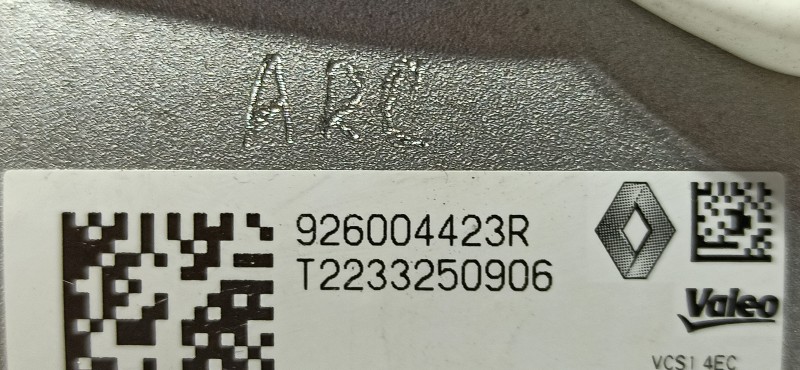 ARC
926004423R
T2233250906
Valeo
VCS14EC